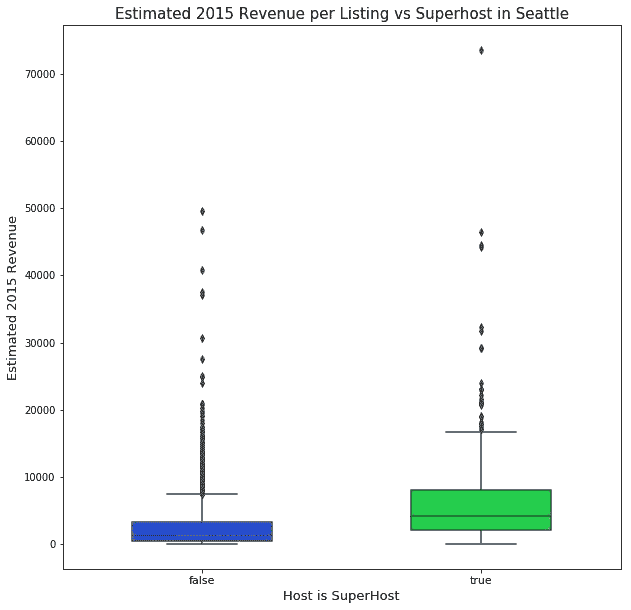 Estimated 2015 Revenue per Listing vs Superhost in Seattle
Estimated 2015 Revenue
70000
60000
50000
40000
30000
20000
10000
0
false
true
Host is SuperHost